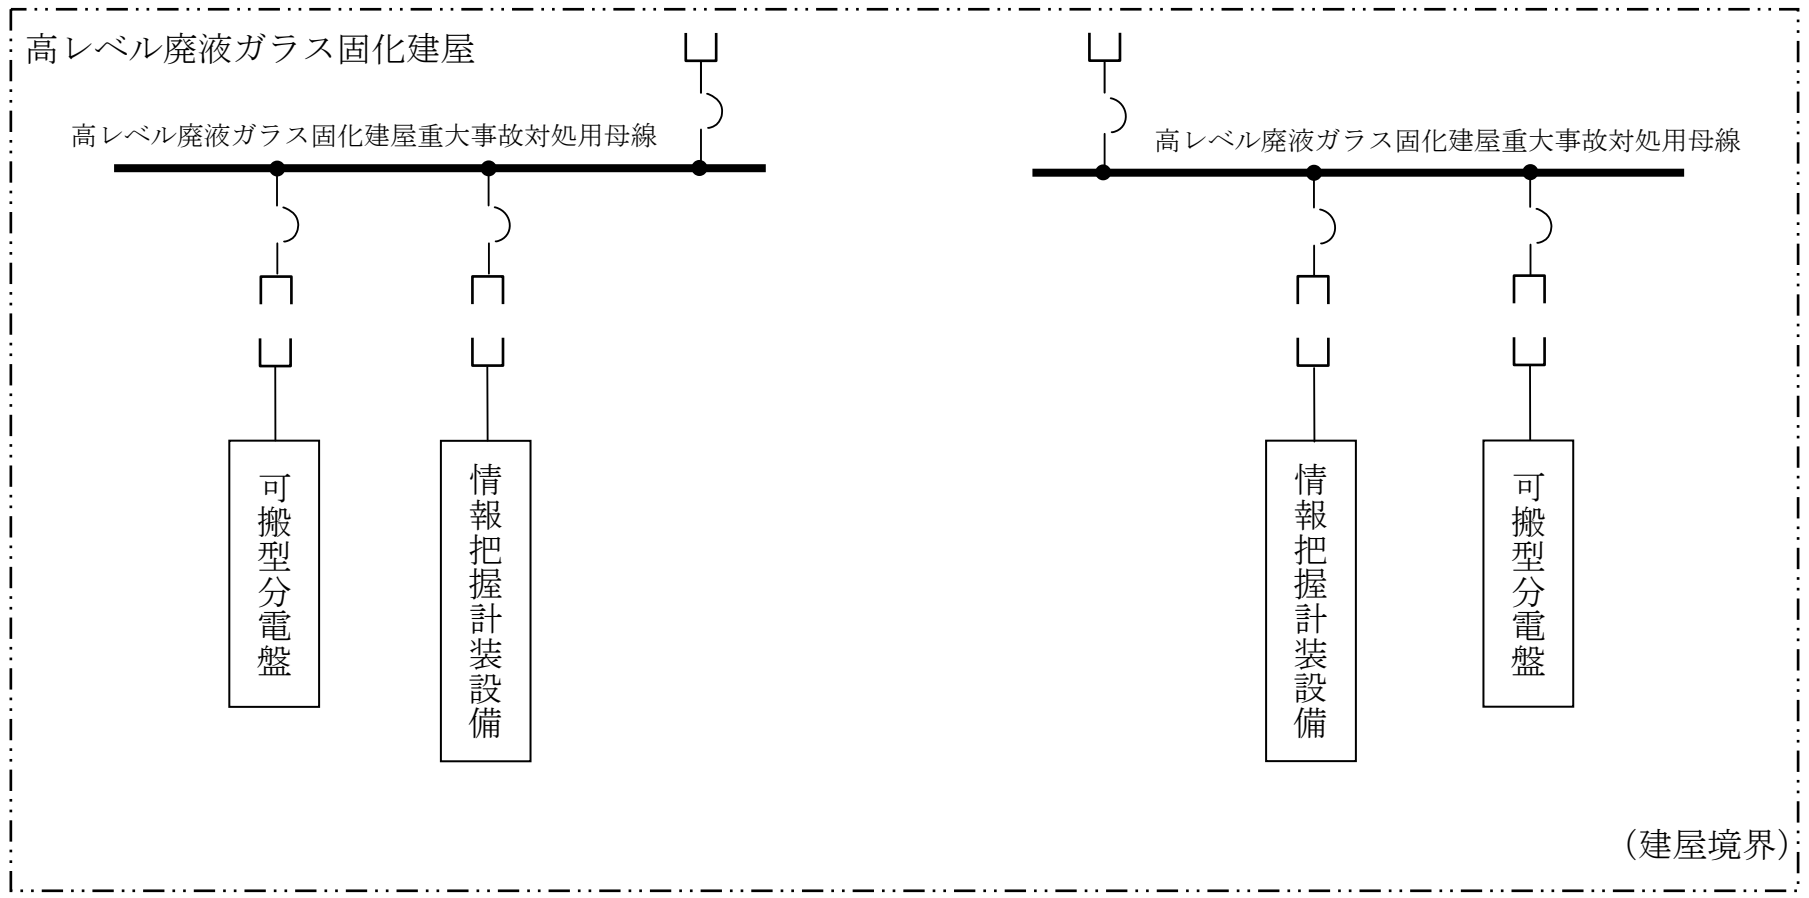 高レベル廃液ガラス固化建屋
高レベル廃液ガラス固化建屋重大事故対処用母線
高レベル廃液ガラス固化建屋重大事故対処用母線
可搬型分電盤
情報把握計装設備
情報把握計装設備
可搬型分電盤
（建屋境界）